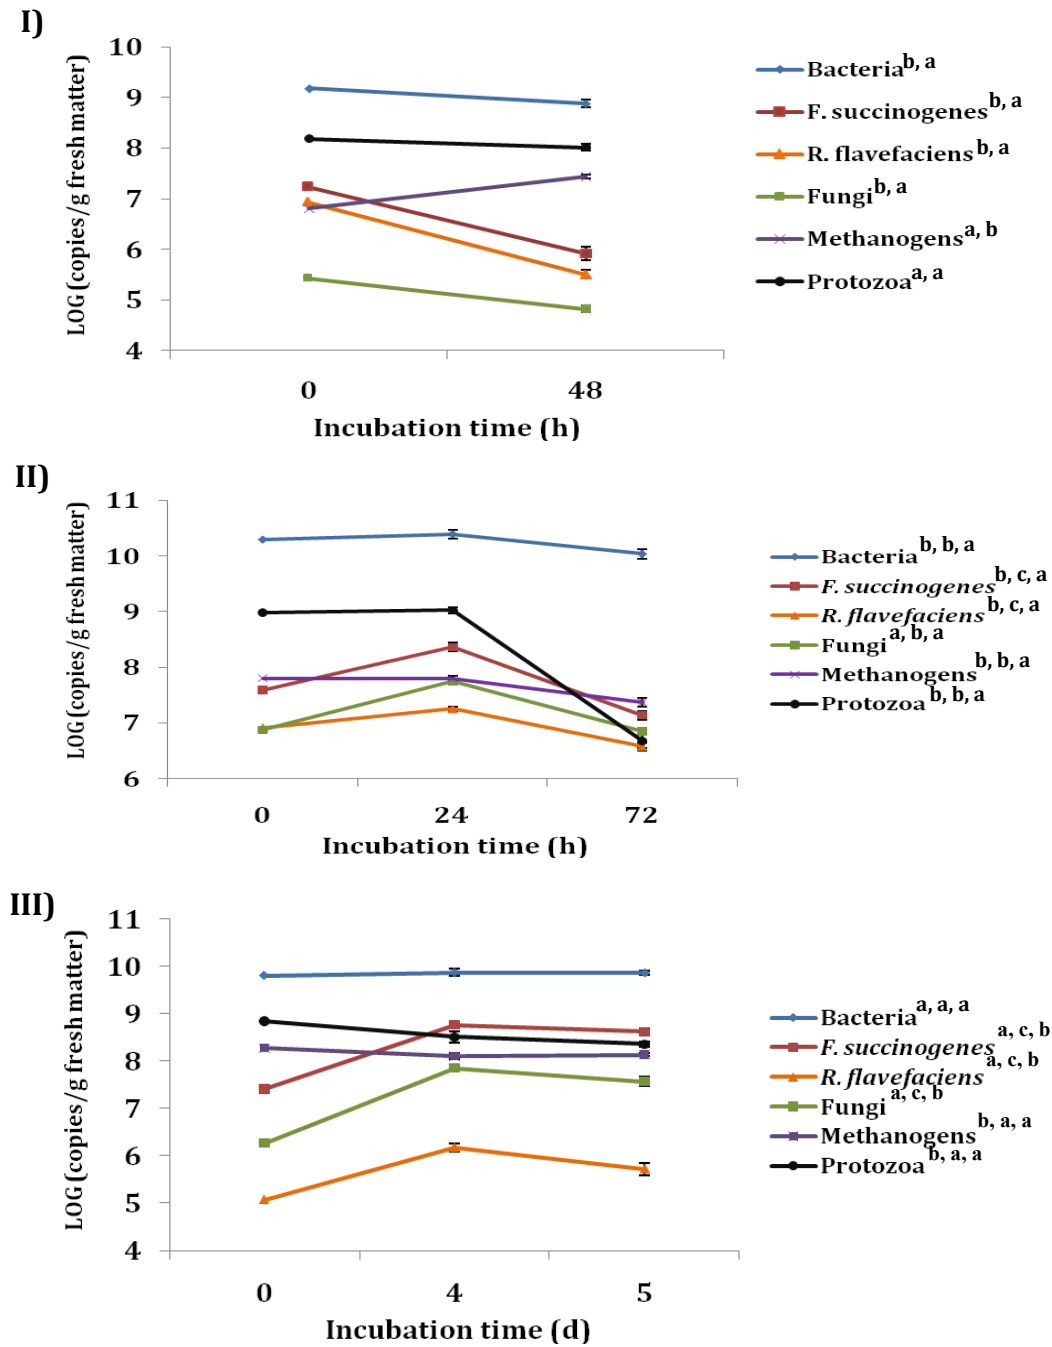 I)
LOG (copies/g fresh matter)
10
9
8
7
6
5
4
0 48
Incubation time (h)
Bacteria b, a
F. succinogenes b, a
R. flavefaciens b, a
Fungi b, a
Methanogens a, b
Protozoa a, a
II)
LOG (copies/g fresh matter)
11
10
9
8
7
6
0 24 72
Incubation time (h)
Bacteria b, b, a
F. succinogenes b, c, a
R. flavefaciens b, c, a
Fungi a, b, a
Methanogens b, b, a
Protozoa b, b, a
III)
LOG (copies/g fresh matter)
11
10
9
8
7
6
5
4
0 4 5
Incubation time (d)
Bacteria a, a, a
F. succinogenes a, c, b
R. flavefaciens a, c, b
Fungi a, c, b
Methanogens b, a, a
Protozoa b, a, a